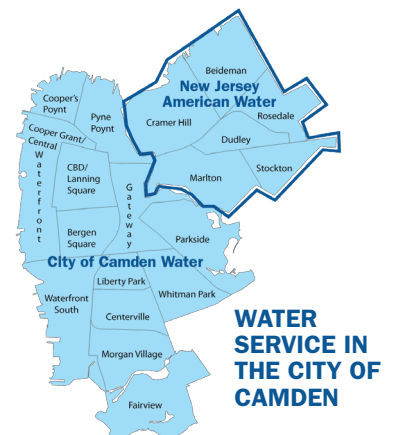 Beideman
New Jersey
American Water
Cooper's
Poynt
Pyne
Poynt
Cramer Hill
Rosedale
Cooper Grant/
Central
Waterfront
Dudley
CBD/
Lanning
Square
Gateway
Marlton
Stockton
Bergen
Square
Parkside
City of Camden Water
Liberty Park
Waterfront
South
Whitman Park
Centerville
Morgan Village
Fairview
WATER
SERVICE IN
THE CITY OF
CAMDEN